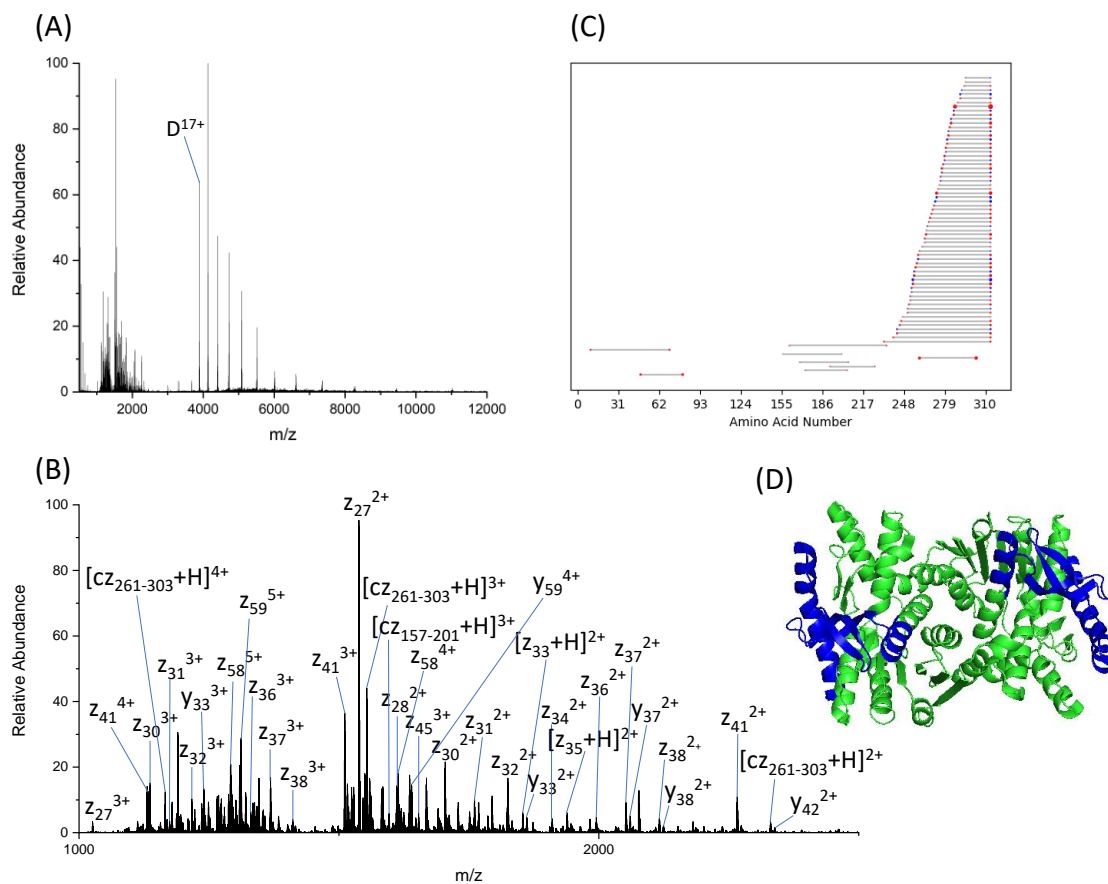 (A)
100
80
60
40
20
0
Relative Abundance
D¹⁷⁺
2000 4000 6000 8000 10000 12000
m/z
(C)
0 31 62 93 124 155 186 217 248 279 310
Amino Acid Number
(B)
100
80
60
40
20
0
Relative Abundance
z₂₇²⁺
[cz₂₆₁₋₃₀₃+H]⁴⁺
z₅₉⁵⁺
[cz₂₆₁₋₃₀₃+H]³⁺
y₅₉⁴⁺
[cz₁₅₇₋₂₀₁+H]³⁺
[z₃₃+H]²⁺
z₃₁³⁺
z₅₈⁵⁺
z₄₁³⁺
z₅₈⁴⁺
z₃₇²⁺
y₃₃³⁺
z₃₆³⁺
z₂₈²⁺
z₃₆²⁺
z₄₁⁴⁺
z₃₀³⁺
z₄₅³⁺
z₃₁²⁺
z₃₄²⁺
y₃₇²⁺
z₄₁²⁺
z₃₂³⁺
z₃₇³⁺
z₃₀²⁺
[z₃₅+H]²⁺
z₃₈²⁺
[cz₂₆₁₋₃₀₃+H]²⁺
z₂₇³⁺
z₃₈³⁺
z₃₂²⁺
y₃₃²⁺
y₃₈²⁺
y₄₂²⁺
1000 2000
m/z
(D)